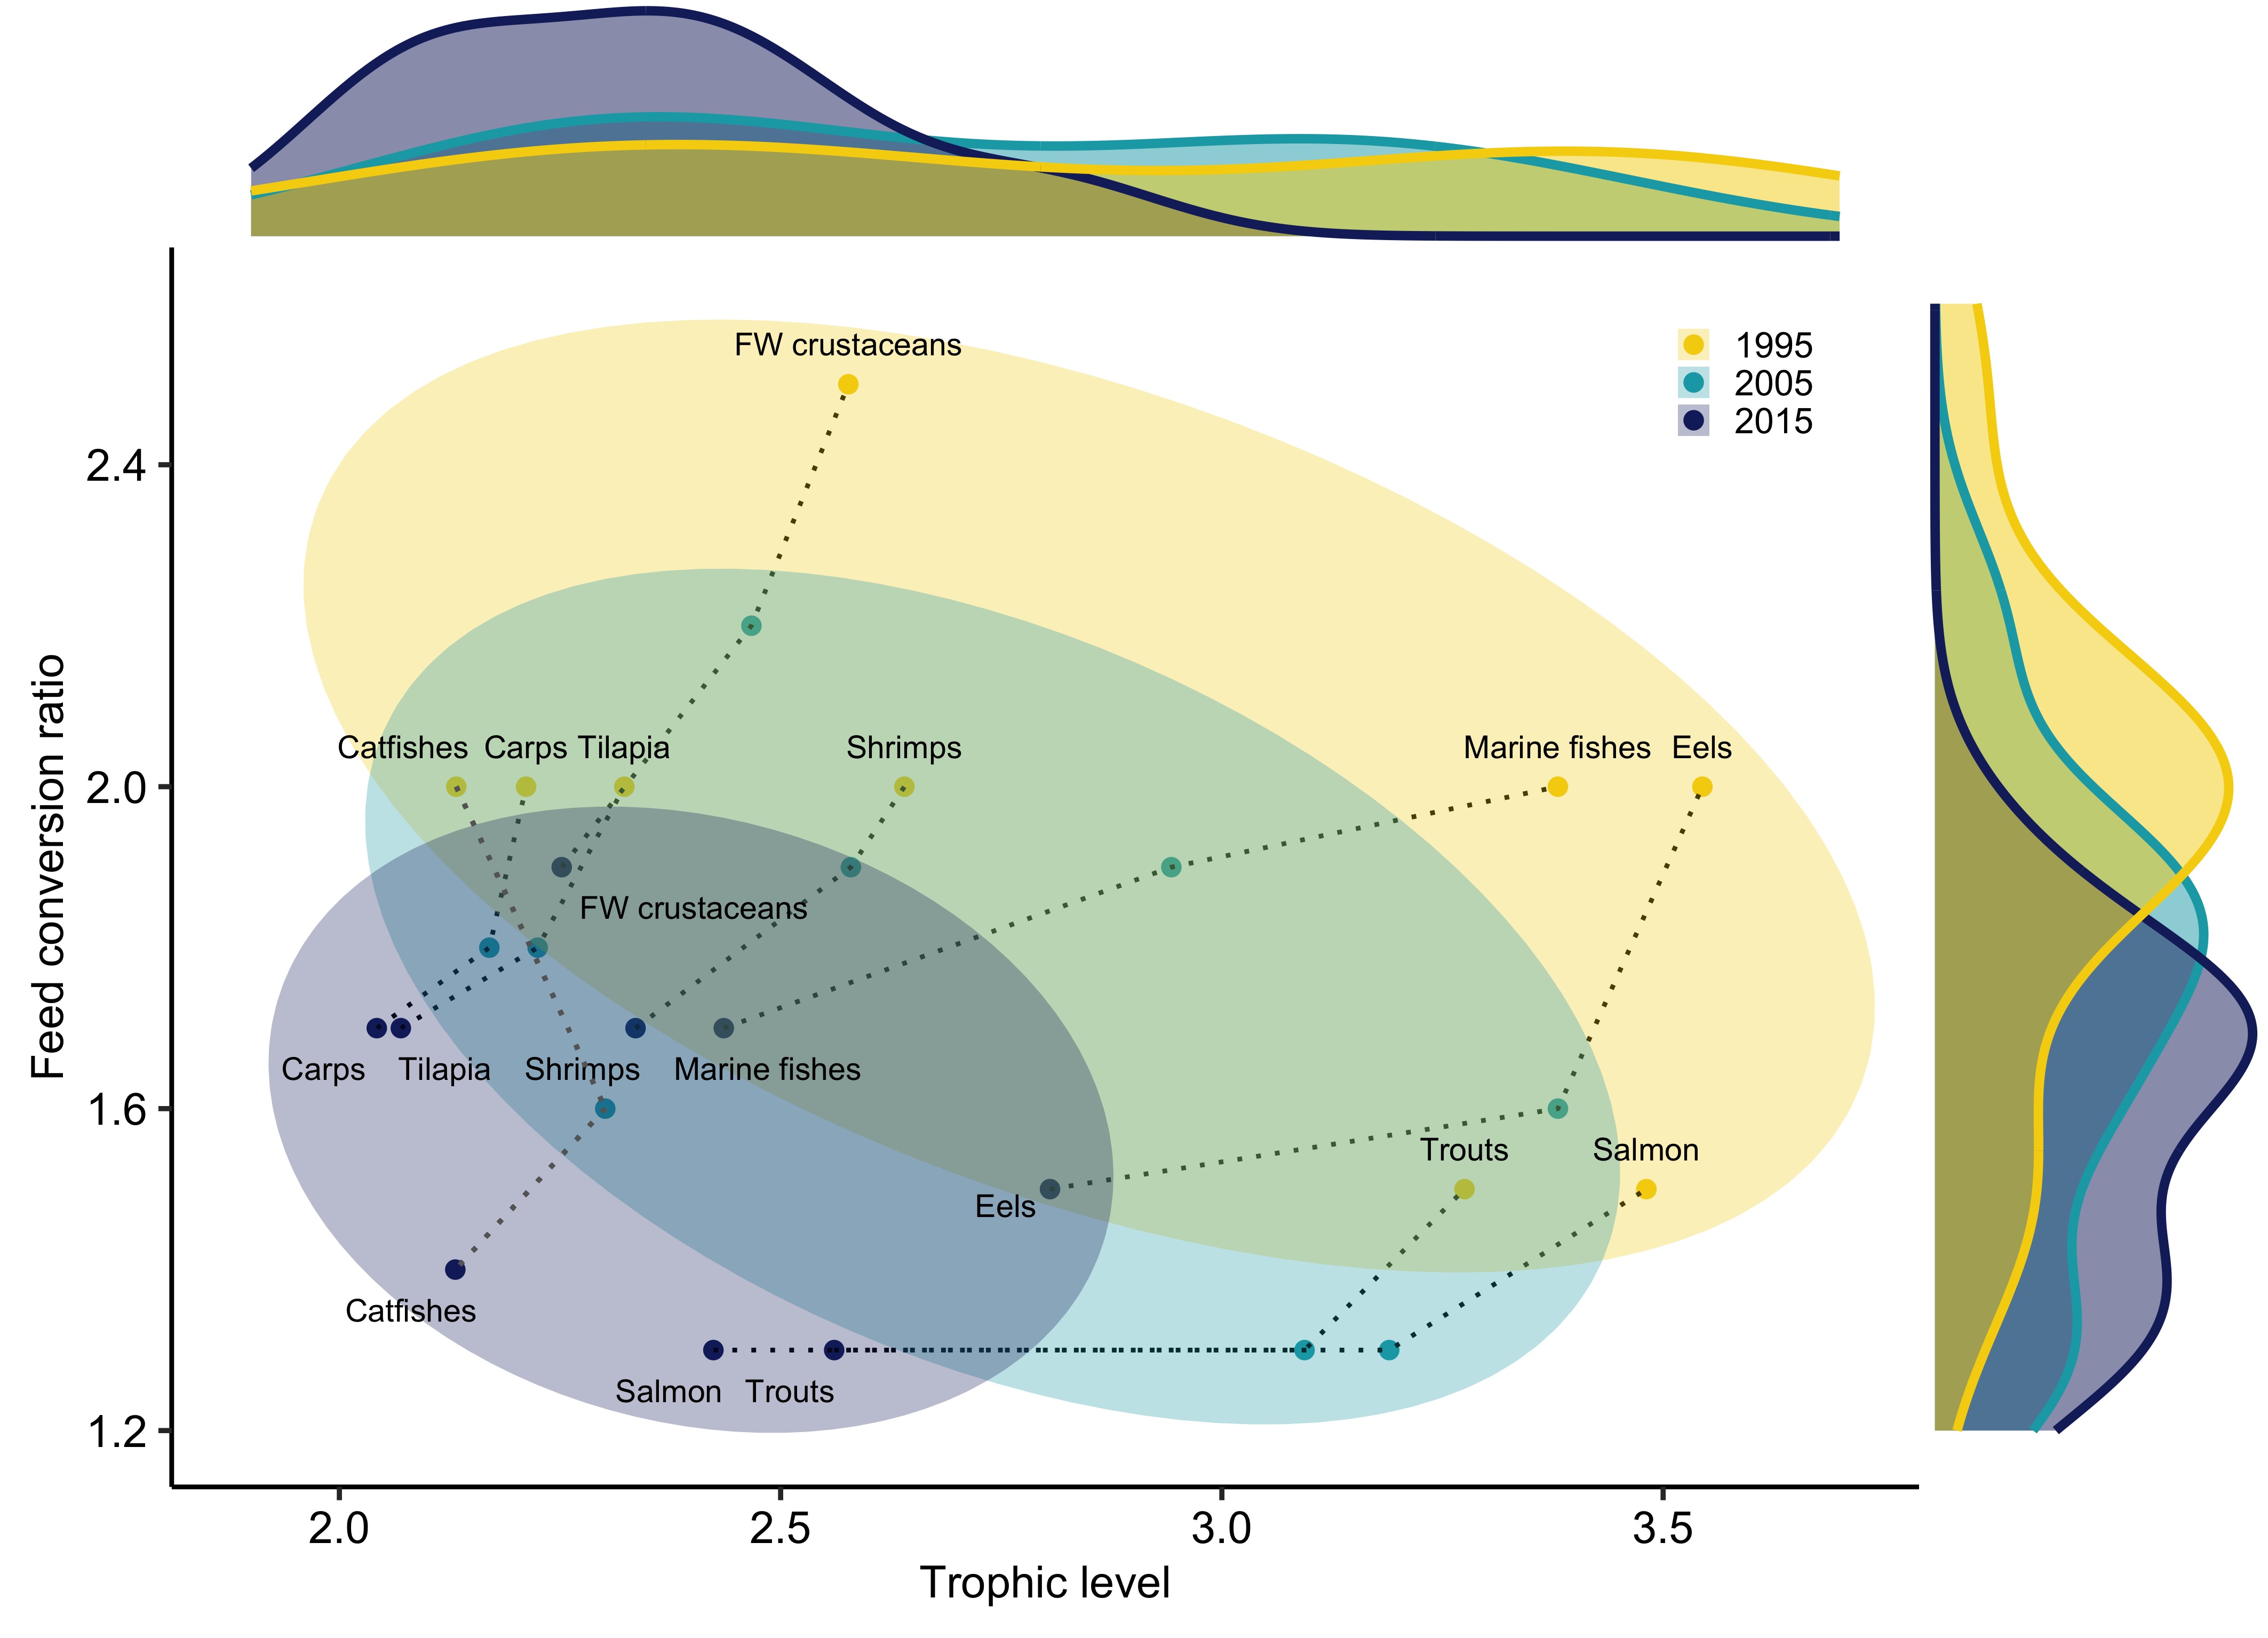 FW crustaceans
1995
2005
2015
2.4
Catfishes Carps Tilapia Shrimps Marine fishes Eels
2.0
FW crustaceans
Carps Tilapia Shrimps Marine fishes
1.6
Trouts Salmon
Eels
Catfishes
Salmon Trouts
1.2
Feed conversion ratio
2.0 2.5 3.0 3.5
Trophic level